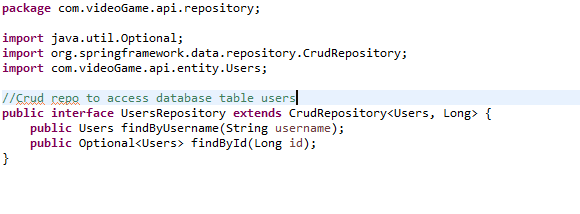 package com.videoGame.api.repository;
import java.util.Optional;
import org.springframework.data.repository.CrudRepository;
import com.videoGame.api.entity.Users;
//Crud repo to access database table users
public interface UsersRepository extends CrudRepository<Users, Long> {
public Users findByUsername(String username);
public Optional<Users> findById(Long id);
}